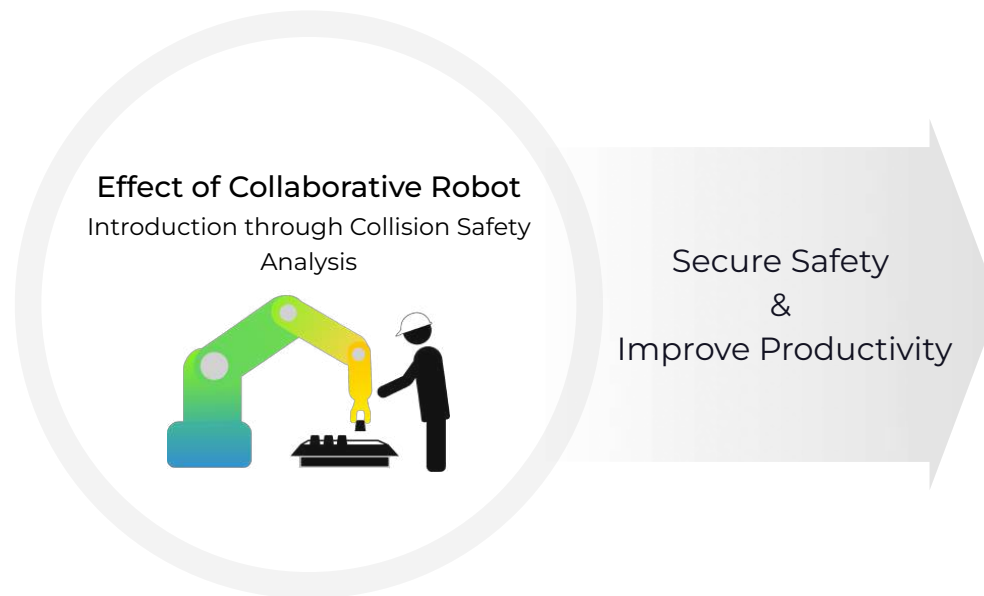 Effect of Collaborative Robot
Introduction through Collision Safety
Analysis
Secure Safety
&
Improve Productivity